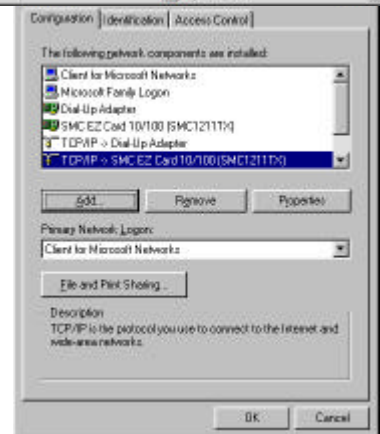 Configuration Identification Access Control
The following network components are installed:
Client for Microsoft Networks
Microsoft Family Logon
Dial-Up Adapter
SMC EZ Card 10/100 (SMC1211TX)
TCP/IP -> Dial-Up Adapter
TCP/IP -> SMC EZ Card 10/100 (SMC1211TX)
Add... Remove Properties
Primary Network Logon:
Client for Microsoft Networks
File and Print Sharing...
Description
TCP/IP is the protocol you use to connect to the Internet and
wide-area networks.
OK Cancel